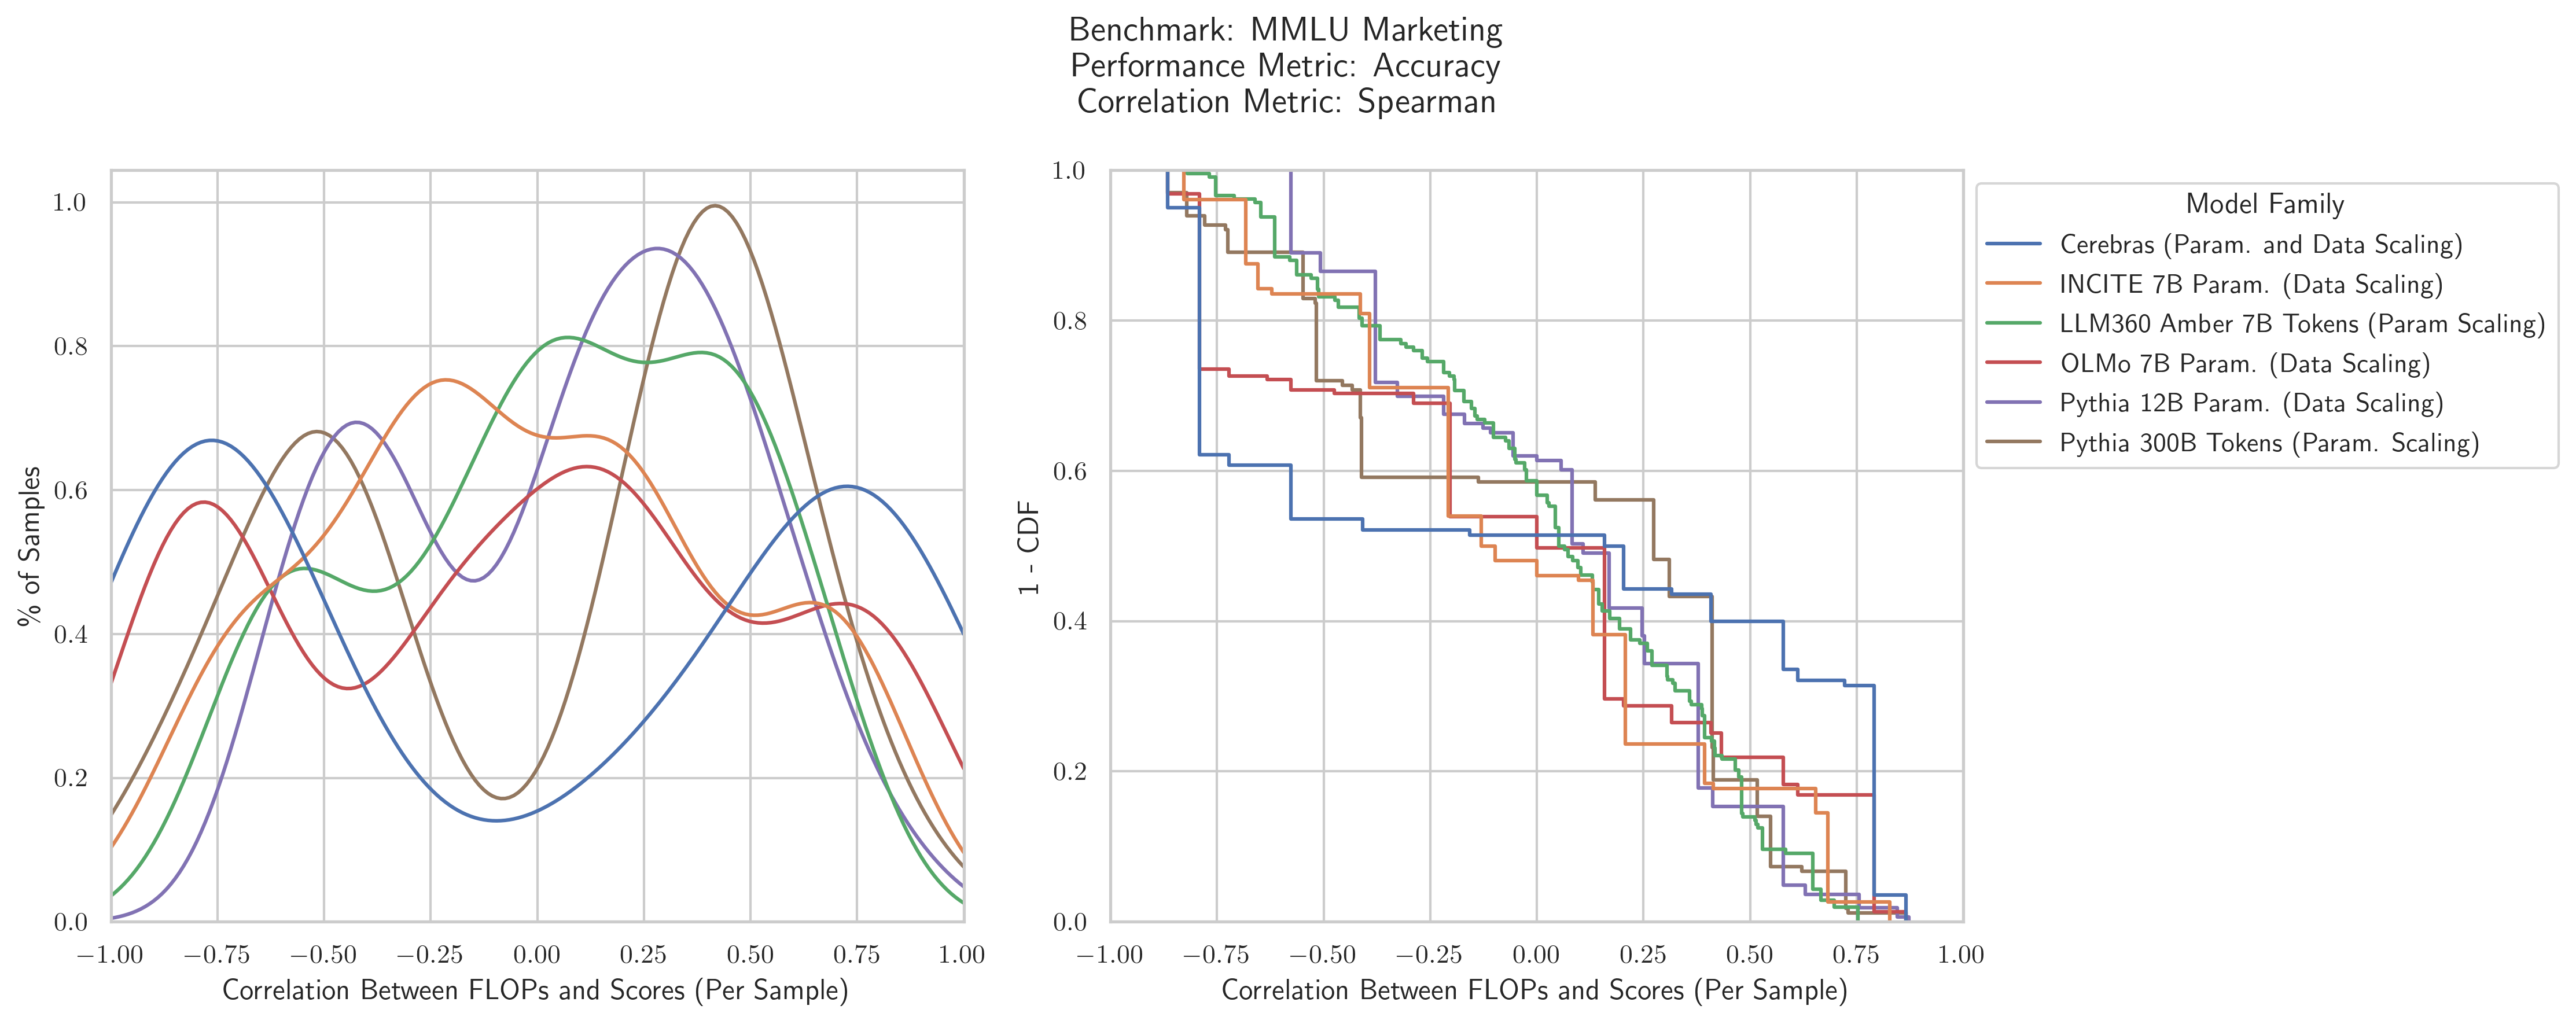 Benchmark: MMLU Marketing
Performance Metric: Accuracy
Correlation Metric: Spearman
% of Samples
1.0
0.8
0.6
0.4
0.2
0.0
−1.00 −0.75 −0.50 −0.25 0.00 0.25 0.50 0.75 1.00
Correlation Between FLOPs and Scores (Per Sample)
1 - CDF
1.0
0.8
0.6
0.4
0.2
0.0
−1.00 −0.75 −0.50 −0.25 0.00 0.25 0.50 0.75 1.00
Correlation Between FLOPs and Scores (Per Sample)
Model Family
Cerebras (Param. and Data Scaling)
INCITE 7B Param. (Data Scaling)
LLM360 Amber 7B Tokens (Param Scaling)
OLMo 7B Param. (Data Scaling)
Pythia 12B Param. (Data Scaling)
Pythia 300B Tokens (Param. Scaling)